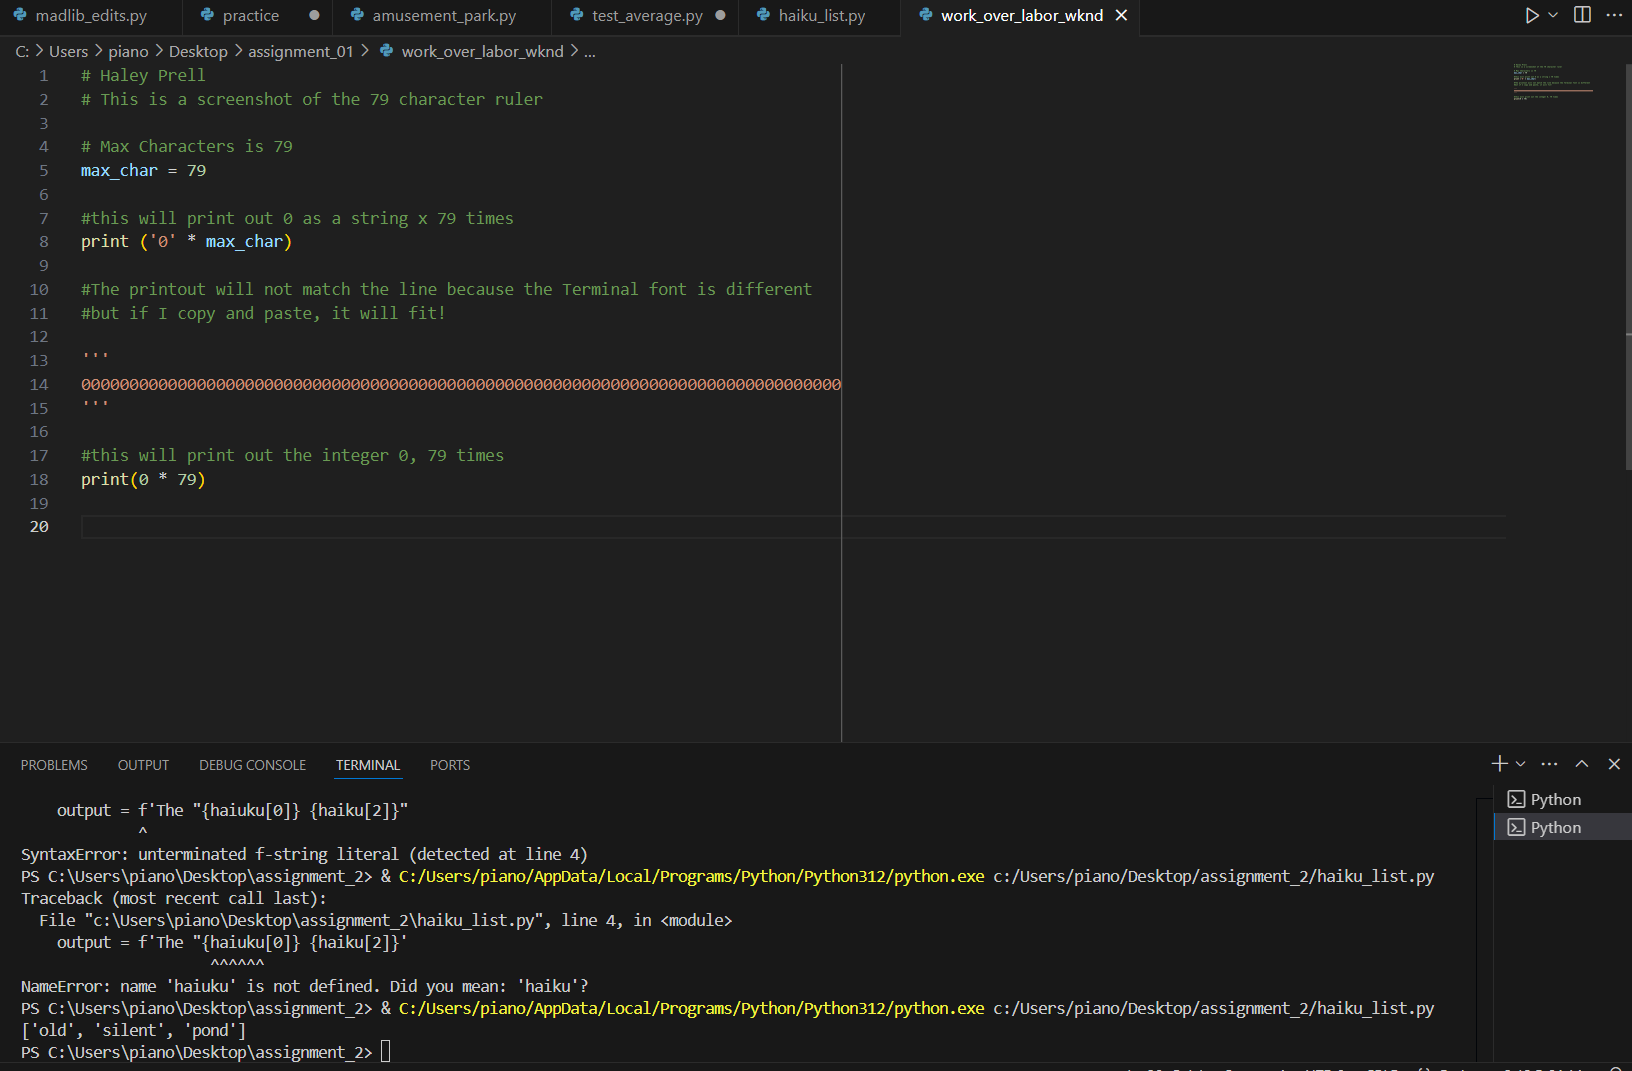 madlib_edits.py practice amusement_park.py test_average.py haiku_list.py work_over_labor_wknd
C: > Users > piano > Desktop > assignment_01 > work_over_labor_wknd > ...
1 # Haley Prell
2 # This is a screenshot of the 79 character ruler
3
4 # Max Characters is 79
5 max_char = 79
6
7 #this will print out 0 as a string x 79 times
8 print ('0' * max_char)
9
10 #The printout will not match the line because the Terminal font is different
11 #but if I copy and paste, it will fit!
12
13 '''
14 0000000000000000000000000000000000000000000000000000000000000000000000000000000
15 '''
16
17 #this will print out the integer 0, 79 times
18 print(0 * 79)
19
20
PROBLEMS OUTPUT DEBUG CONSOLE TERMINAL PORTS
output = f'The "{haiuku[0]} {haiku[2]}"
^
SyntaxError: unterminated f-string literal (detected at line 4)
PS C:\Users\piano\Desktop\assignment_2> & C:/Users/piano/AppData/Local/Programs/Python/Python312/python.exe c:/Users/piano/Desktop/assignment_2/haiku_list.py
Traceback (most recent call last):
File "c:\Users\piano\Desktop\assignment_2\haiku_list.py", line 4, in <module>
output = f'The "{haiuku[0]} {haiku[2]}'
^^^^^^
NameError: name 'haiuku' is not defined. Did you mean: 'haiku'?
PS C:\Users\piano\Desktop\assignment_2> & C:/Users/piano/AppData/Local/Programs/Python/Python312/python.exe c:/Users/piano/Desktop/assignment_2/haiku_list.py
['old', 'silent', 'pond']
PS C:\Users\piano\Desktop\assignment_2>
Python
Python